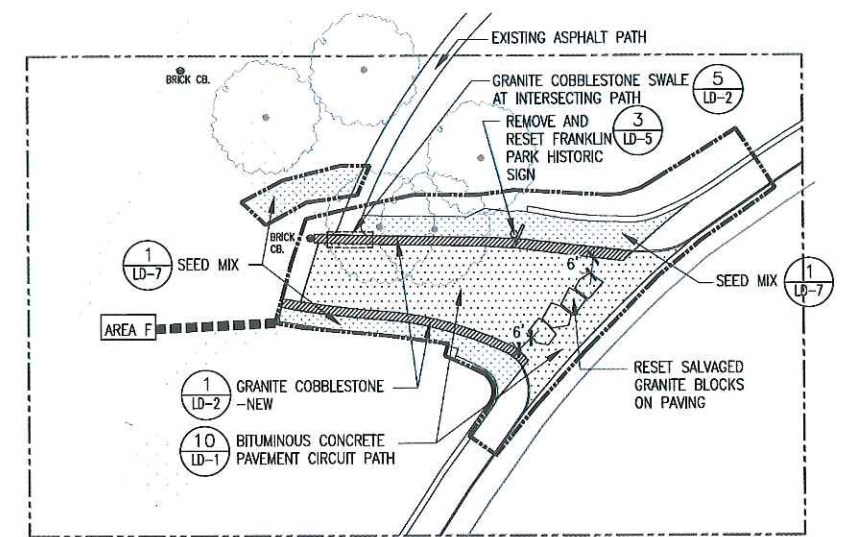 EXISTING ASPHALT PATH
BRICK CB.
GRANITE COBBLESTONE SWALE
AT INTERSECTING PATH
5
LD-2
REMOVE AND
RESET FRANKLIN
PARK HISTORIC
SIGN
3
LD-5
BRICK
CB.
1
LD-7
SEED MIX
6'
SEED MIX
1
LD-7
AREA F
6'
RESET SALVAGED
GRANITE BLOCKS
ON PAVING
1
LD-2
GRANITE COBBLESTONE
-NEW
10
LD-1
BITUMINOUS CONCRETE
PAVEMENT CIRCUIT PATH